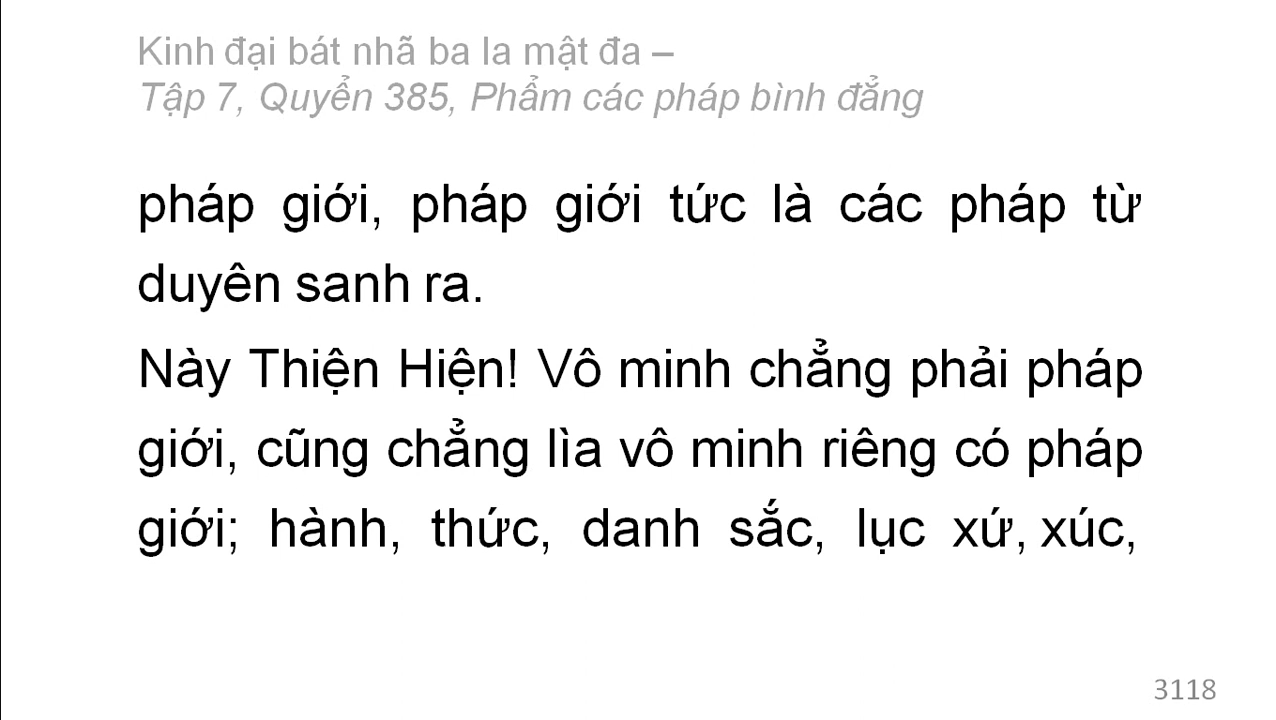 Kinh đại bát nhã ba la mật đa –
Tập 7, Quyển 385, Phẩm các pháp bình đẳng
pháp giới, pháp giới tức là các pháp từ
duyên sanh ra.
Này Thiện Hiện! Vô minh chẳng phải pháp
giới, cũng chẳng lìa vô minh riêng có pháp
giới; hành, thức, danh sắc, lục xứ, xúc,
3118